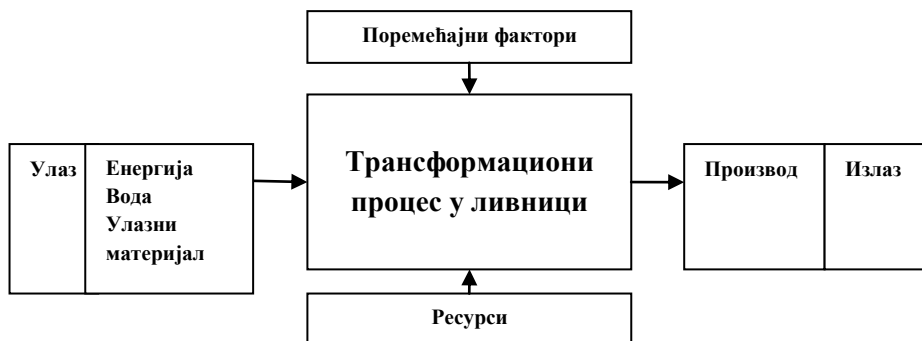 Поремећајни фактори
Улаз
Енергија
Вода
Улазни
материјал
Трансформациони
процес у ливници
Производ
Излаз
Ресурси